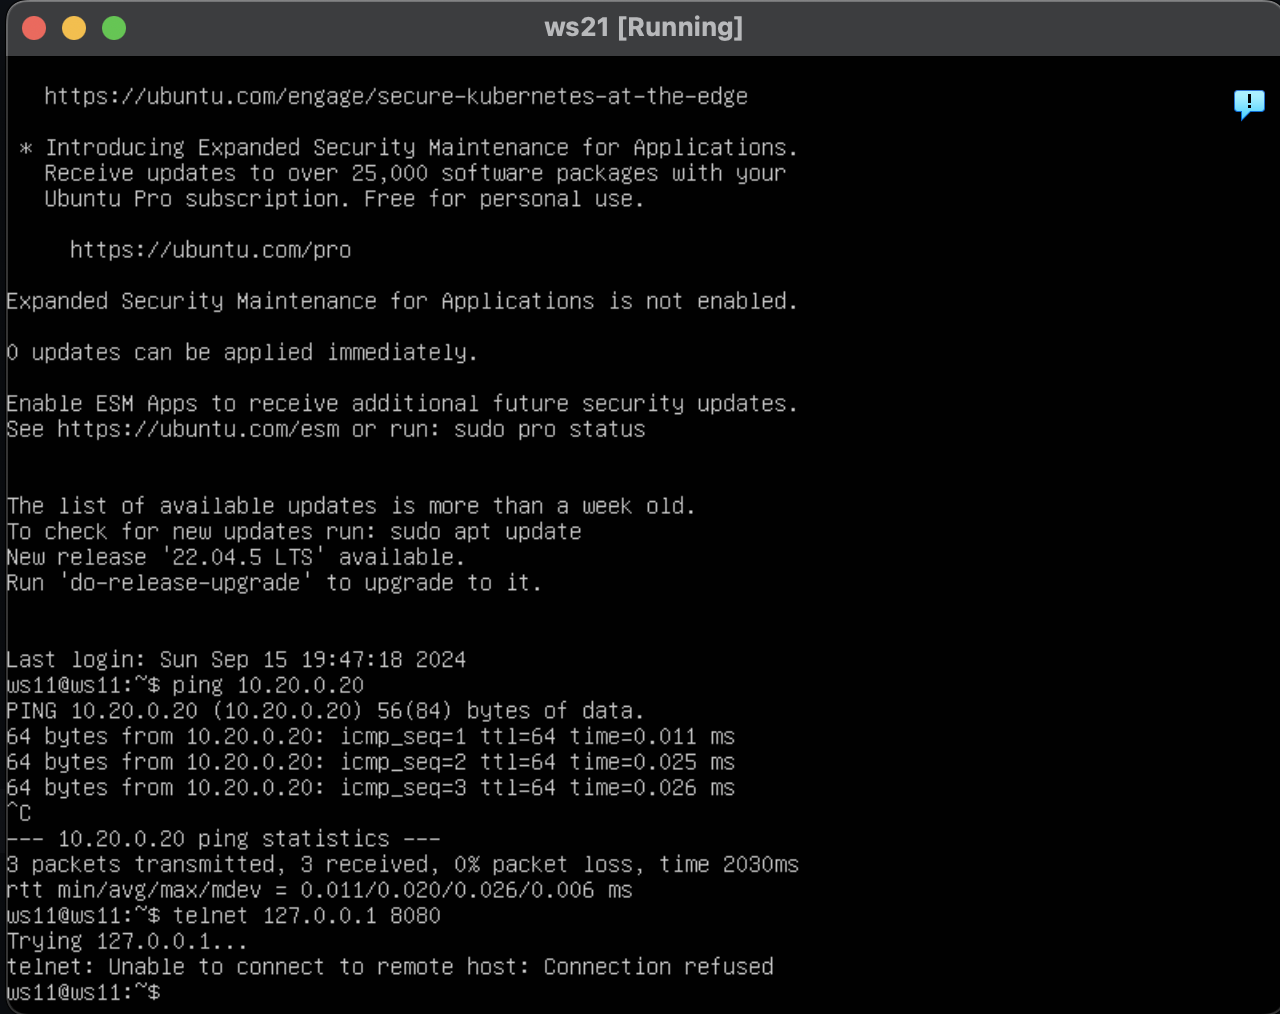 ws21 [Running]
https://ubuntu.com/engage/secure-kubernetes-at-the-edge
* Introducing Expanded Security Maintenance for Applications.
Receive updates to over 25,000 software packages with your
Ubuntu Pro subscription. Free for personal use.
https://ubuntu.com/pro
Expanded Security Maintenance for Applications is not enabled.
0 updates can be applied immediately.
Enable ESM Apps to receive additional future security updates.
See https://ubuntu.com/esm or run: sudo pro status
The list of available updates is more than a week old.
To check for new updates run: sudo apt update
New release '22.04.5 LTS' available.
Run 'do-release-upgrade' to upgrade to it.
Last login: Sun Sep 15 19:47:18 2024
ws11@ws11:~$ ping 10.20.0.20
PING 10.20.0.20 (10.20.0.20) 56(84) bytes of data.
64 bytes from 10.20.0.20: icmp_seq=1 ttl=64 time=0.011 ms
64 bytes from 10.20.0.20: icmp_seq=2 ttl=64 time=0.025 ms
64 bytes from 10.20.0.20: icmp_seq=3 ttl=64 time=0.026 ms
^C
--- 10.20.0.20 ping statistics ---
3 packets transmitted, 3 received, 0% packet loss, time 2030ms
rtt min/avg/max/mdev = 0.011/0.020/0.026/0.006 ms
ws11@ws11:~$ telnet 127.0.0.1 8080
Trying 127.0.0.1...
telnet: Unable to connect to remote host: Connection refused
ws11@ws11:~$